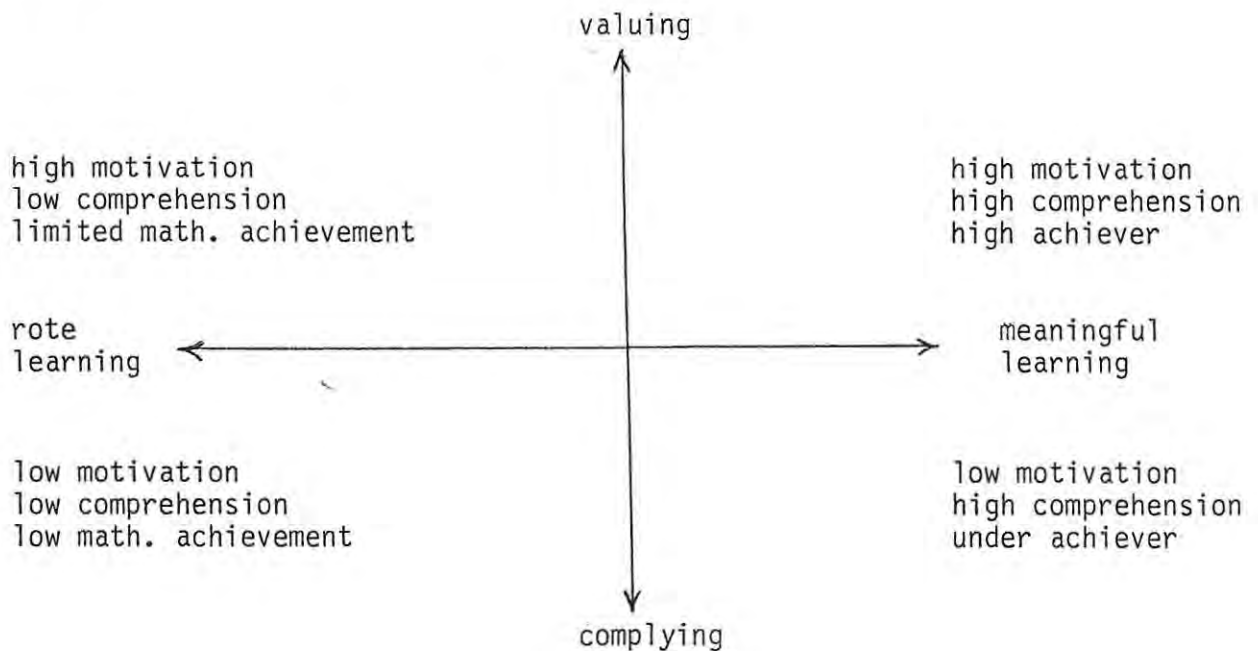 valuing
high motivation
low comprehension
limited math. achievement
high motivation
high comprehension
high achiever
rote
learning
meaningful
learning
low motivation
low comprehension
low math. achievement
low motivation
high comprehension
under achiever
complying